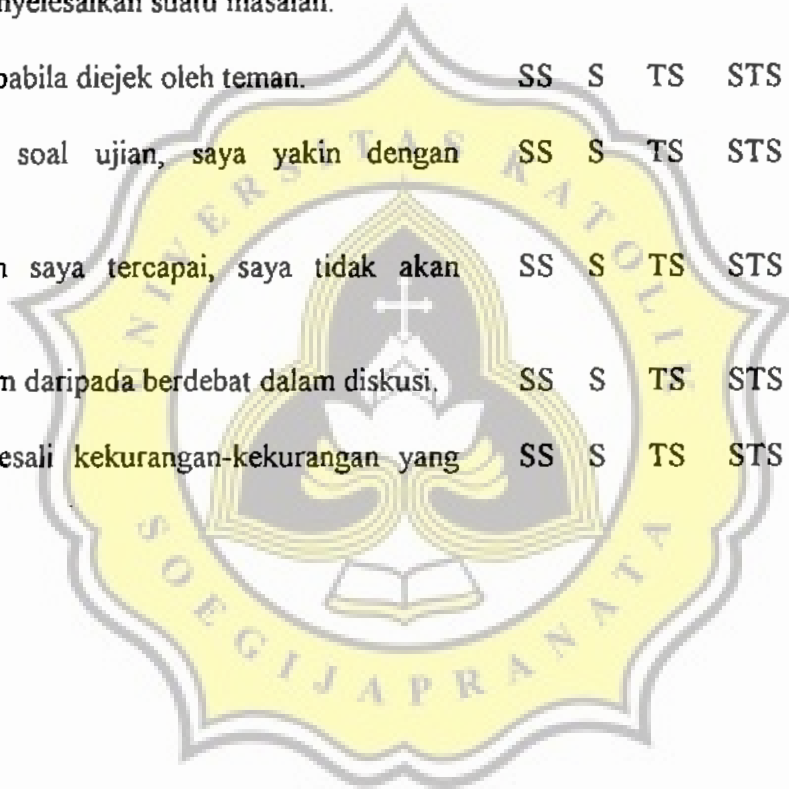 nyelesaikan suatu masalah.
pabila diejek oleh teman. SS S TS STS
soal ujian, saya yakin dengan SS S TS STS
n saya tercapai, saya tidak akan SS S TS STS
m daripada berdebat dalam diskusi. SS S TS STS
esali kekurangan-kekurangan yang SS S TS STS
UNIVERSITAS KATOLIK
SOEGIJAPRANATA